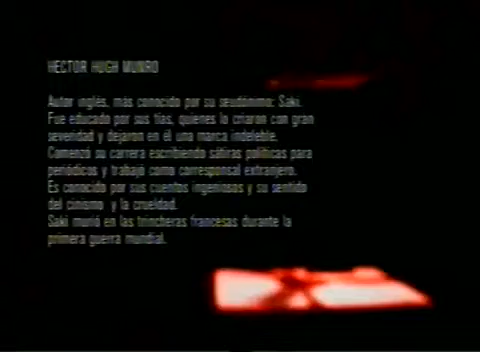 HECTOR HUGH MUNRO
Autor inglés, más conocido por su seudónimo: Saki.
Fue educado por sus tías, quienes lo criaron con gran
severidad y dejaron en él una marca indeleble.
Comenzó su carrera escribiendo sátiras políticas para
periódicos y trabajó como corresponsal extranjero.
Es conocido por sus cuentos ingeniosos y su sentido
del cinismo y la crueldad.
Saki murió en las trincheras francesas durante la
primera guerra mundial.